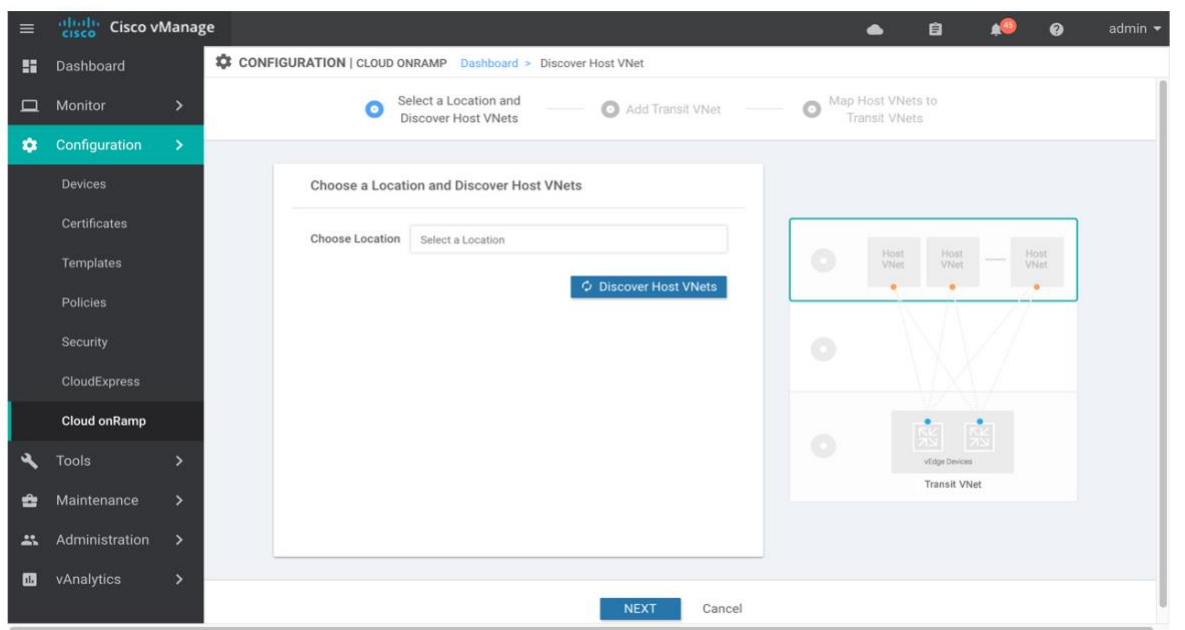 CISCO Cisco vManage
45
admin
Dashboard
Monitor
Configuration
Devices
Certificates
Templates
Policies
Security
CloudExpress
Cloud onRamp
Tools
Maintenance
Administration
vAnalytics
CONFIGURATION | CLOUD ONRAMP Dashboard > Discover Host VNet
Select a Location and
Discover Host VNets
Add Transit VNet
Map Host VNets to
Transit VNets
Choose a Location and Discover Host VNets
Choose Location Select a Location
Discover Host VNets
Host
VNet
Host
VNet
Host
VNet
vEdge Devices
Transit VNet
NEXT Cancel